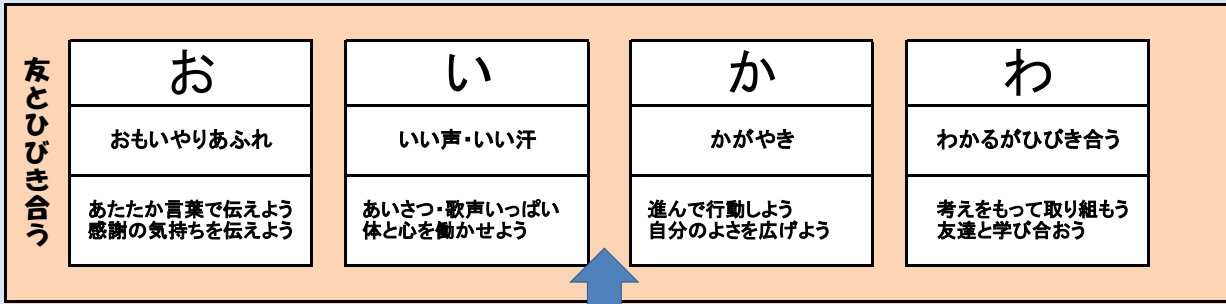 友とひびき合う
お
おもいやりあふれ
あたたか言葉で伝えよう
感謝の気持ちを伝えよう
い
いい声・いい汗
あいさつ・歌声いっぱい
体と心を働かせよう
か
かがやき
進んで行動しよう
自分のよさを広げよう
わ
わかるがひびき合う
考えをもって取り組もう
友達と学び合おう